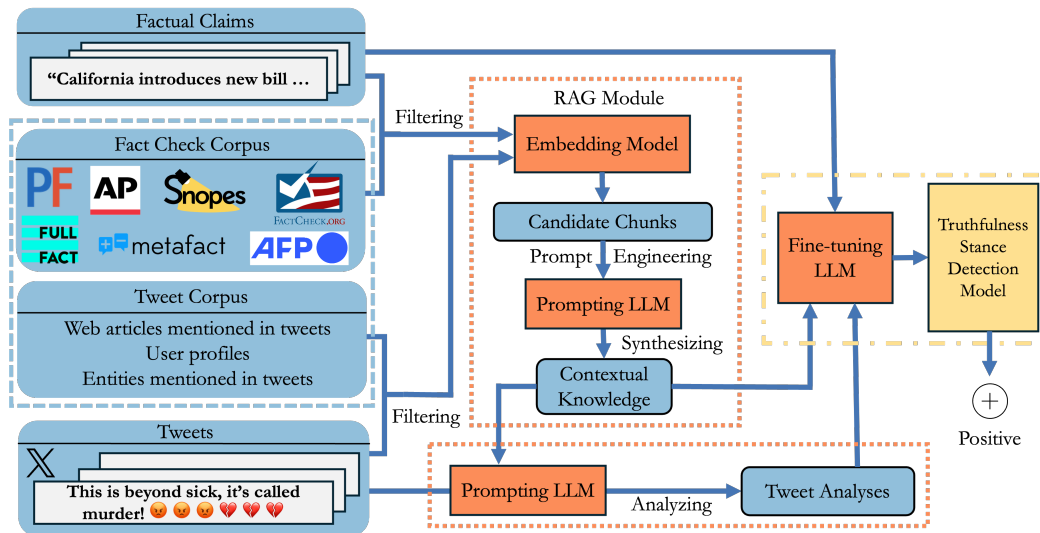 Factual Claims
“California introduces new bill …
Fact Check Corpus
PF
AP
Snopes
FACTCHECK.ORG
FULL
FACT
metafact
AFP
Tweet Corpus
Web articles mentioned in tweets
User profiles
Entities mentioned in tweets
Tweets
X
This is beyond sick, it’s called
murder! 😡 😡 😡 💔 💔 💔
Filtering
Filtering
RAG Module
Embedding Model
Candidate Chunks
Prompt Engineering
Prompting LLM
Synthesizing
Contextual
Knowledge
Prompting LLM
Analyzing
Tweet Analyses
Fine-tuning
LLM
Truthfulness
Stance
Detection
Model
+
Positive